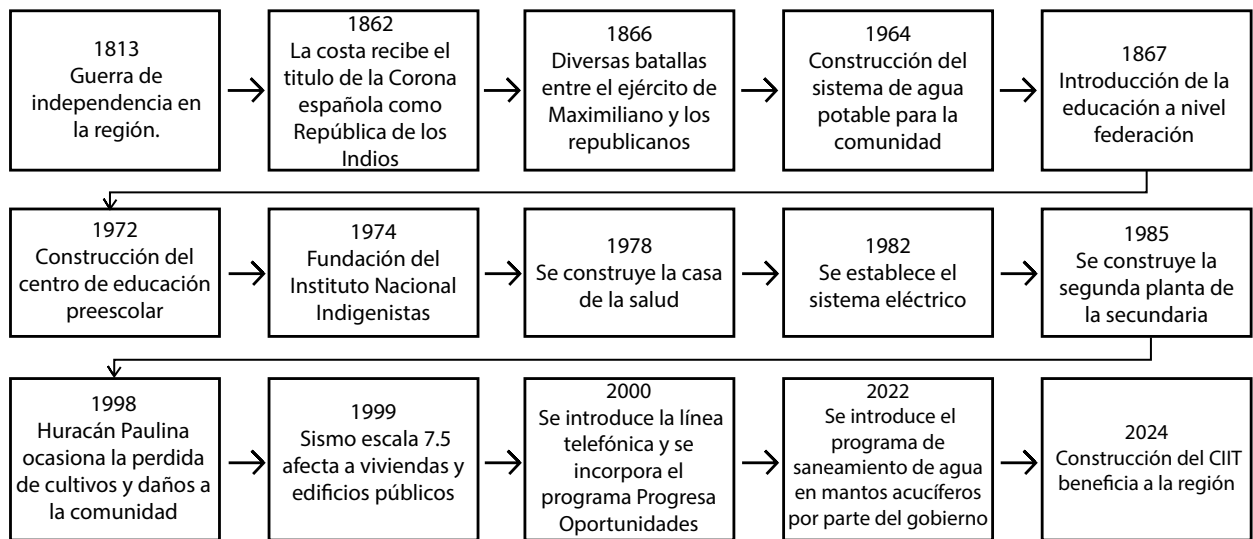 1813
Guerra de
independencia en
la región.
1862
La costa recibe el
titulo de la Corona
española como
República de los
Indios
1866
Diversas batallas
entre el ejército de
Maximiliano y los
republicanos
1964
Construcción del
sistema de agua
potable para la
comunidad
1867
Introducción de la
educación a nivel
federación
1972
Construcción del
centro de educación
preescolar
1974
Fundación del
Instituto Nacional
Indigenistas
1978
Se construye la casa
de la salud
1982
Se establece el
sistema eléctrico
1985
Se construye la
segunda planta de
la secundaria
1998
Huracán Paulina
ocasiona la perdida
de cultivos y daños a
la comunidad
1999
Sismo escala 7.5
afecta a viviendas y
edificios públicos
2000
Se introduce la línea
telefónica y se
incorpora el
programa Progresa
Oportunidades
2022
Se introduce el
programa de
saneamiento de agua
en mantos acucíferos
por parte del gobierno
2024
Construcción del CIIT
beneficia a la región